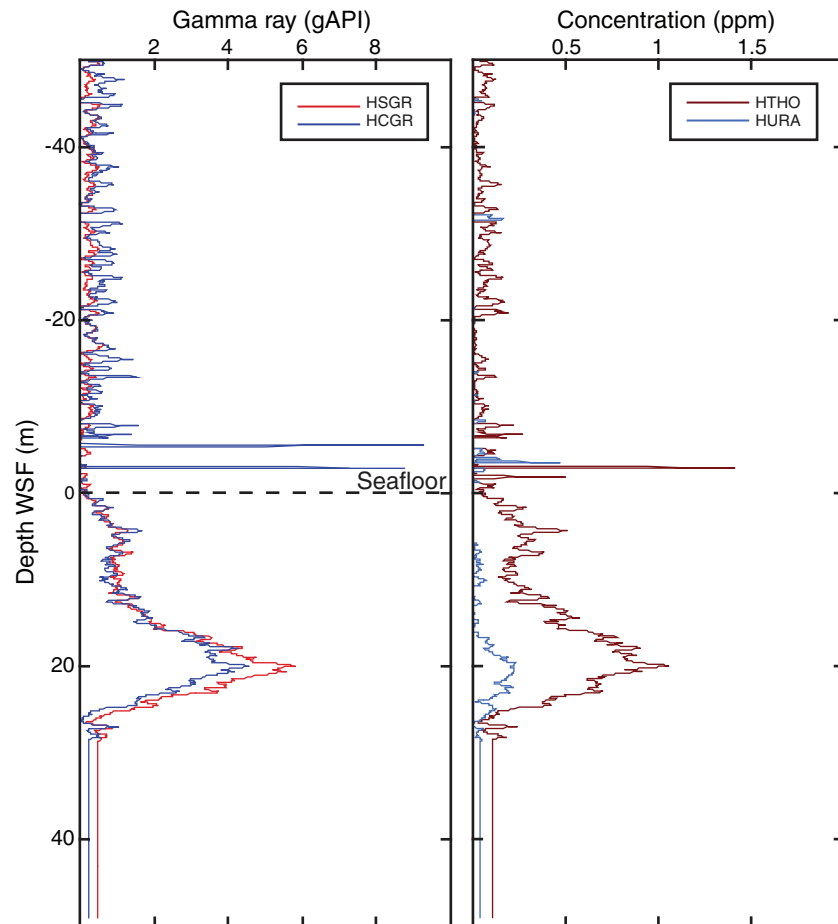 Gamma ray (gAPI)
Concentration (ppm)
2
4
6
8
0.5
1
1.5
HSGR
HCGR
HTHO
HURA
Depth WSF (m)
-40
-20
0
20
40
Seafloor